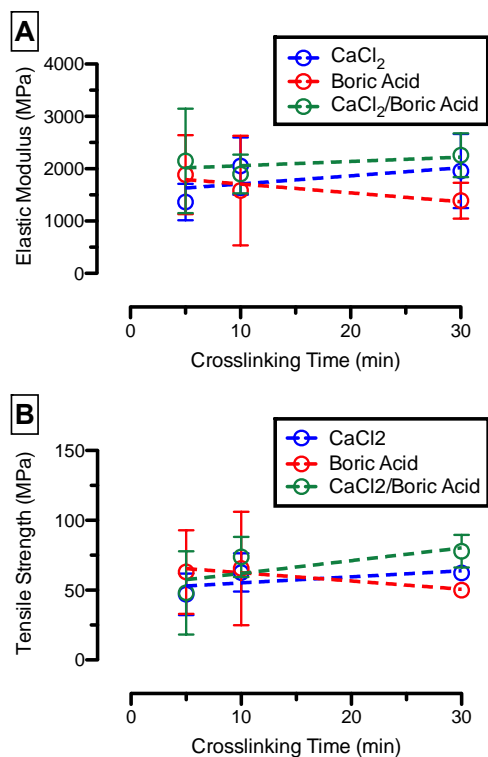 A
CaCl₂
Boric Acid
CaCl₂/Boric Acid
Elastic Modulus (MPa)
4000
3000
2000
1000
0
0 10 20 30
Crosslinking Time (min)
B
CaCl2
Boric Acid
CaCl2/Boric Acid
Tensile Strength (MPa)
150
100
50
0
0 10 20 30
Crosslinking Time (min)